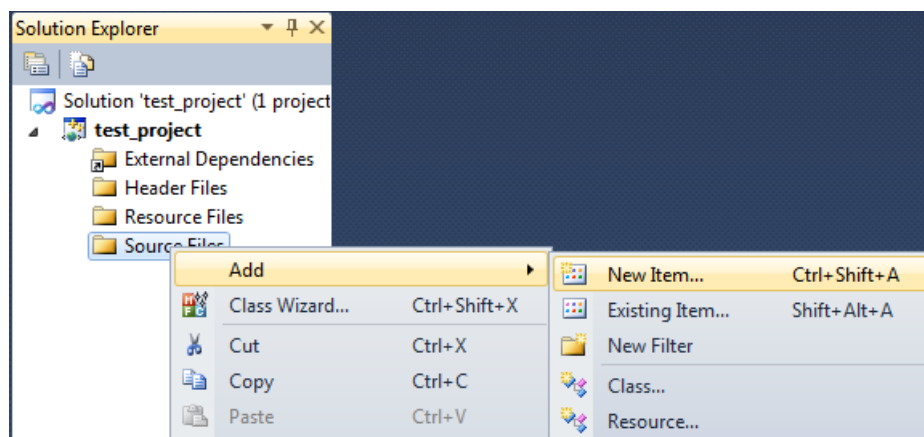 Solution Explorer
Solution 'test_project' (1 project
test_project
External Dependencies
Header Files
Resource Files
Source Files
Add
Class Wizard... Ctrl+Shift+X
Cut Ctrl+X
Copy Ctrl+C
Paste Ctrl+V
New Item... Ctrl+Shift+A
Existing Item... Shift+Alt+A
New Filter
Class...
Resource...